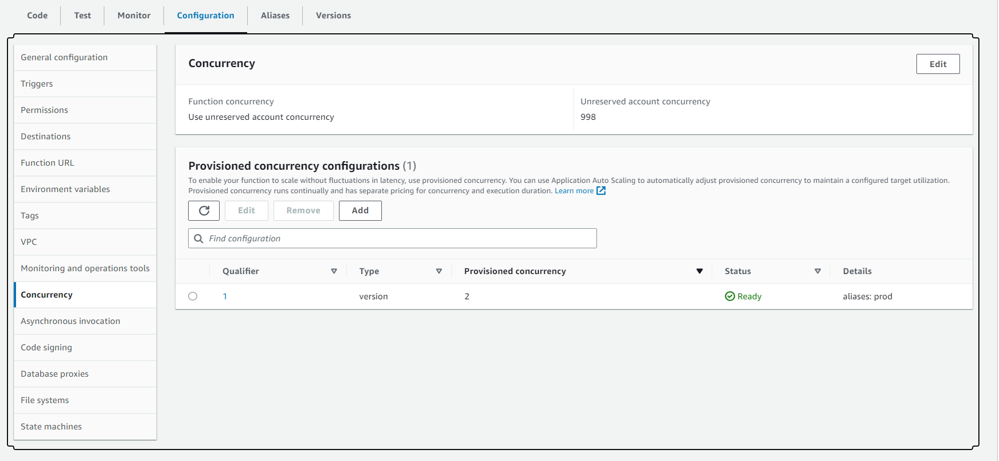 Code Test Monitor Configuration Aliases Versions
General configuration
Triggers
Permissions
Destinations
Function URL
Environment variables
Tags
VPC
Monitoring and operations tools
Concurrency
Asynchronous invocation
Code signing
Database proxies
File systems
State machines
Concurrency
Edit
Function concurrency
Use unreserved account concurrency
Unreserved account concurrency
998
Provisioned concurrency configurations (1)
To enable your function to scale without fluctuations in latency, use provisioned concurrency. You can use Application Auto Scaling to automatically adjust provisioned concurrency to maintain a configured target utilization.
Provisioned concurrency runs continually and has separate pricing for concurrency and execution duration. Learn more
Edit Remove Add
Find configuration
Qualifier Type Provisioned concurrency Status Details
1 version 2 Ready aliases: prod